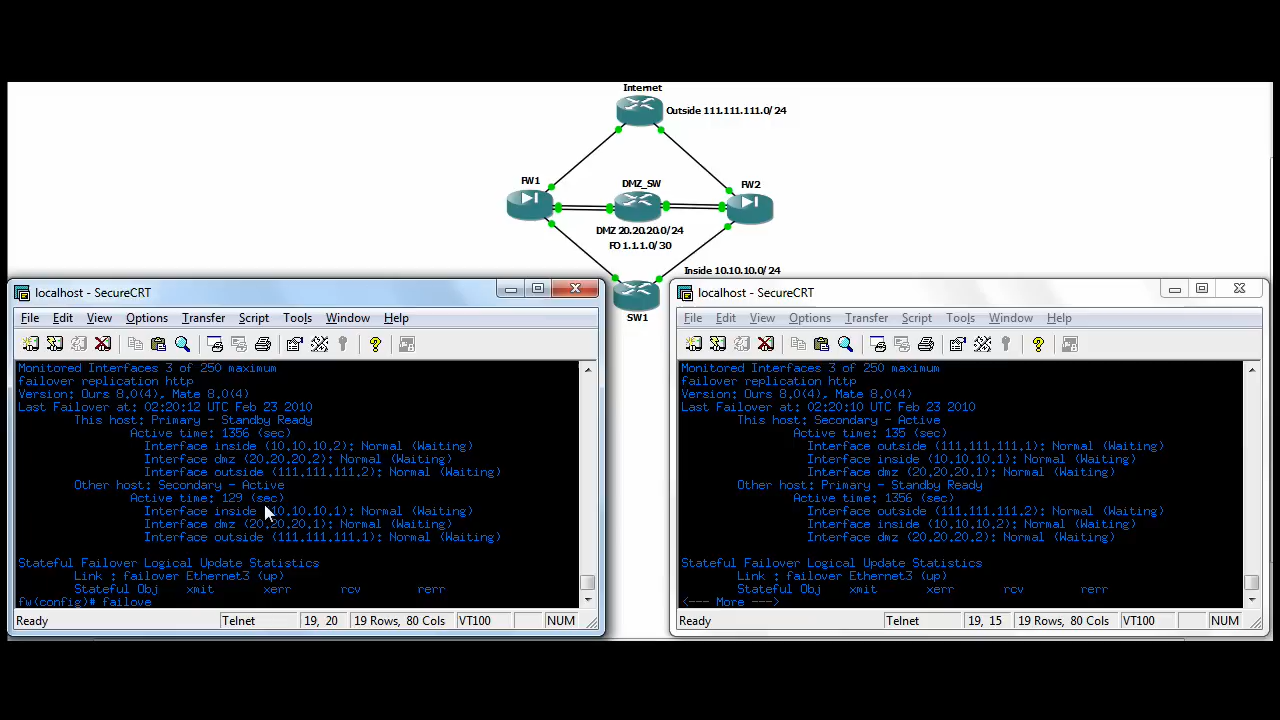 Internet
Outside 111.111.111.0/24
FW1
DMZ_SW
FW2
DMZ 20.20.20.0/24
FO 1.1.1.0/30
Inside 10.10.10.0/24
SW1
localhost - SecureCRT
File Edit View Options Transfer Script Tools Window Help
Monitored Interfaces 3 of 250 maximum
failover replication http
Version: Ours 8.0(4), Mate 8.0(4)
Last Failover at: 02:20:12 UTC Feb 23 2010
This host: Primary - Standby Ready
Active time: 1356 (sec)
Interface inside (10.10.10.2): Normal (Waiting)
Interface dmz (20.20.20.2): Normal (Waiting)
Interface outside (111.111.111.2): Normal (Waiting)
Other host: Secondary - Active
Active time: 129 (sec)
Interface inside (10.10.10.1): Normal (Waiting)
Interface dmz (20.20.20.1): Normal (Waiting)
Interface outside (111.111.111.1): Normal (Waiting)
Stateful Failover Logical Update Statistics
Link : failover Ethernet3 (up)
Stateful Obj xmit xerr rcv rerr
fw(config)# failove
Ready Telnet 19, 20 19 Rows, 80 Cols VT100 NUM
localhost - SecureCRT
File Edit View Options Transfer Script Tools Window Help
Monitored Interfaces 3 of 250 maximum
failover replication http
Version: Ours 8.0(4), Mate 8.0(4)
Last Failover at: 02:20:10 UTC Feb 23 2010
This host: Secondary - Active
Active time: 135 (sec)
Interface outside (111.111.111.1): Normal (Waiting)
Interface inside (10.10.10.1): Normal (Waiting)
Interface dmz (20.20.20.1): Normal (Waiting)
Other host: Primary - Standby Ready
Active time: 1356 (sec)
Interface outside (111.111.111.2): Normal (Waiting)
Interface inside (10.10.10.2): Normal (Waiting)
Interface dmz (20.20.20.2): Normal (Waiting)
Stateful Failover Logical Update Statistics
Link : failover Ethernet3 (up)
Stateful Obj xmit xerr rcv rerr
<--- More --->
Ready Telnet 19, 15 19 Rows, 80 Cols VT100 NUM